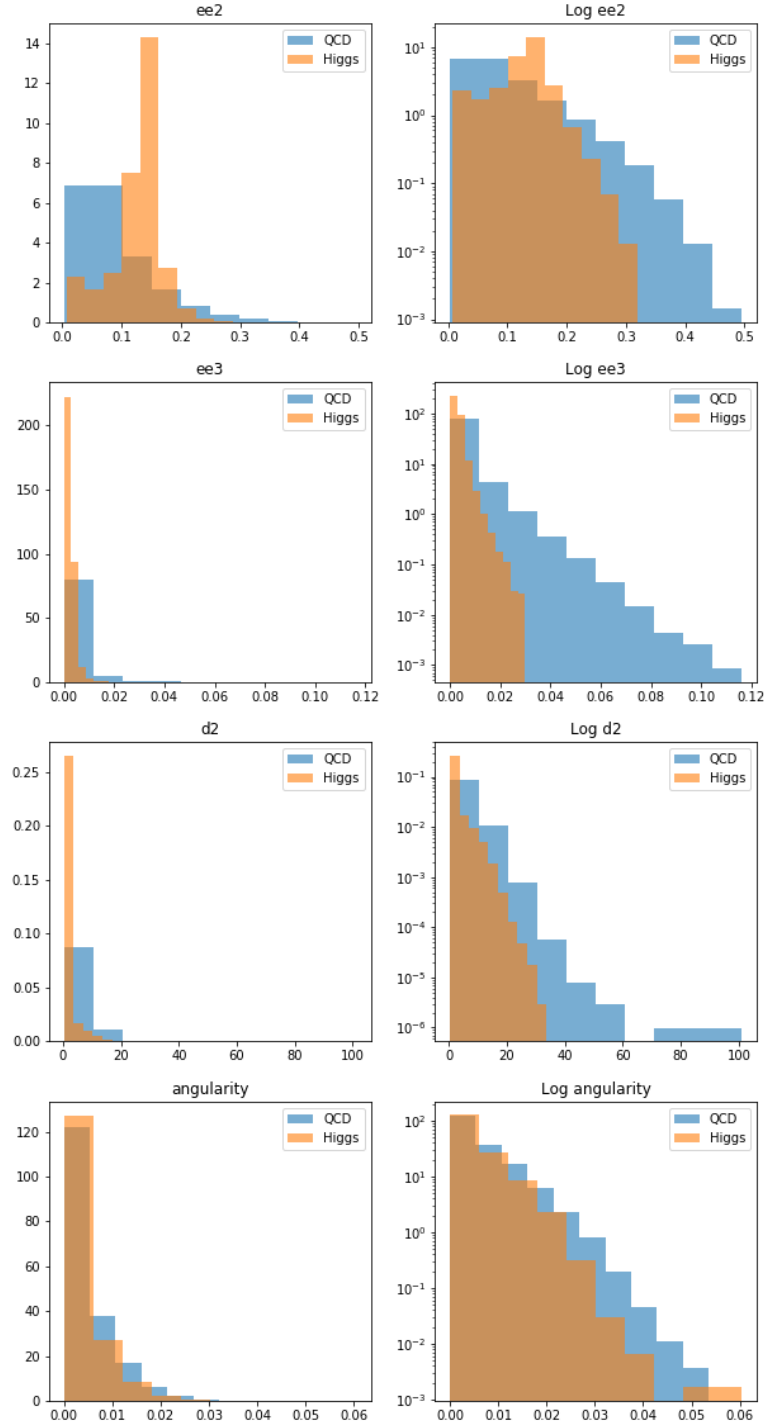 ee2
QCD
Higgs
14
12
10
8
6
4
2
0
0.0 0.1 0.2 0.3 0.4 0.5
Log ee2
QCD
Higgs
10¹
10⁰
10⁻¹
10⁻²
10⁻³
0.0 0.1 0.2 0.3 0.4 0.5
ee3
QCD
Higgs
200
150
100
50
0
0.00 0.02 0.04 0.06 0.08 0.10 0.12
Log ee3
QCD
Higgs
10²
10¹
10⁰
10⁻¹
10⁻²
10⁻³
0.00 0.02 0.04 0.06 0.08 0.10 0.12
d2
QCD
Higgs
0.25
0.20
0.15
0.10
0.05
0.00
0 20 40 60 80 100
Log d2
QCD
Higgs
10⁻¹
10⁻²
10⁻³
10⁻⁴
10⁻⁵
10⁻⁶
0 20 40 60 80 100
angularity
QCD
Higgs
120
100
80
60
40
20
0
0.00 0.01 0.02 0.03 0.04 0.05 0.06
Log angularity
QCD
Higgs
10²
10¹
10⁰
10⁻¹
10⁻²
10⁻³
0.00 0.01 0.02 0.03 0.04 0.05 0.06